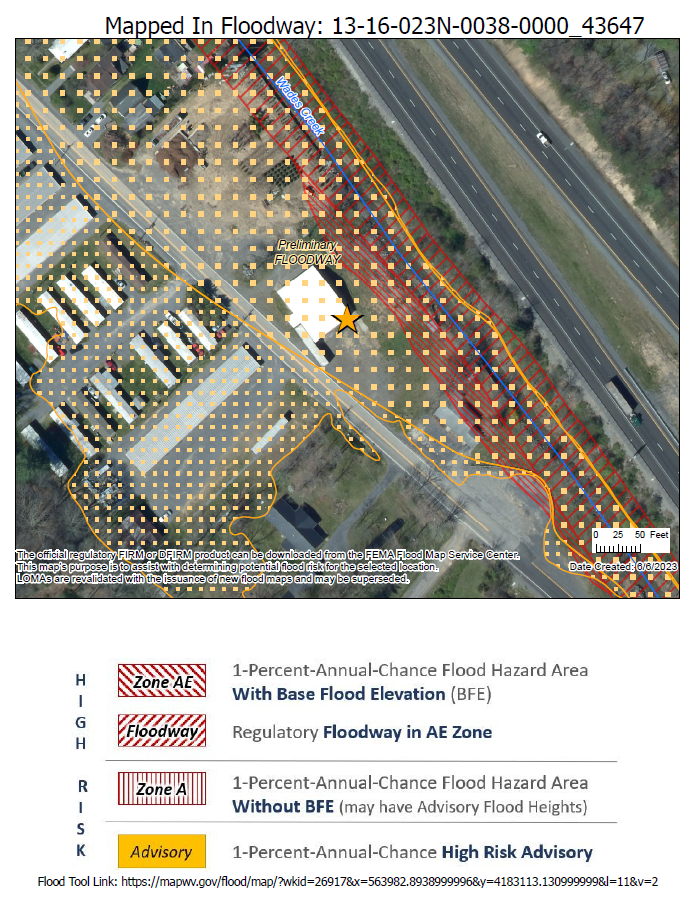 Mapped In Floodway: 13-16-023N-0038-0000_43647
Wades Creek
Preliminary
FLOODWAY
0 25 50 Feet
The official regulatory FIRM or DFIRM product can be downloaded from the FEMA Flood Map Service Center.
This map's purpose is to assist with determining potential flood risk for the selected location.
Date Created: 6/6/2023
LOMAs are revalidated with the issuance of new flood maps and may be superseded.
HIGH
Zone AE
1-Percent-Annual-Chance Flood Hazard Area
With Base Flood Elevation (BFE)
Floodway
Regulatory Floodway in AE Zone
RISK
Zone A
1-Percent-Annual-Chance Flood Hazard Area
Without BFE (may have Advisory Flood Heights)
Advisory
1-Percent-Annual-Chance High Risk Advisory
Flood Tool Link: https://mapwv.gov/flood/map/?wkid=26917&x=563982.8938999996&y=4183113.130999999&l=11&v=2